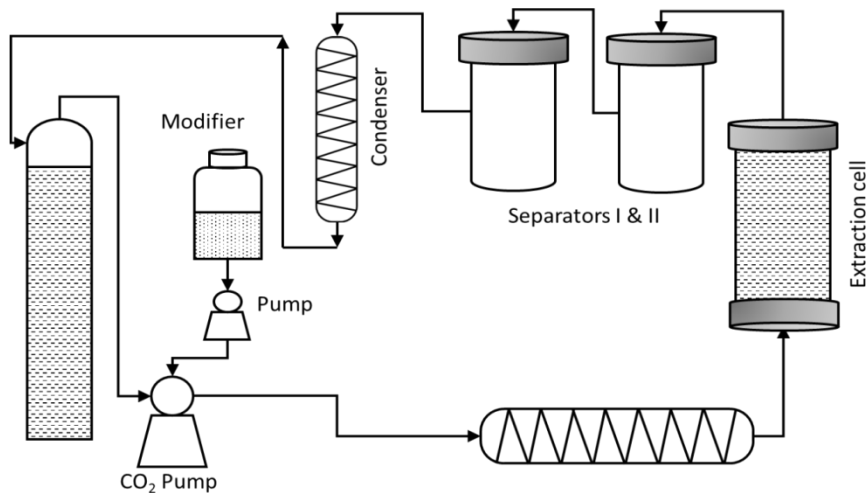 Modifier
Condenser
Separators I & II
Extraction cell
Pump
CO₂ Pump